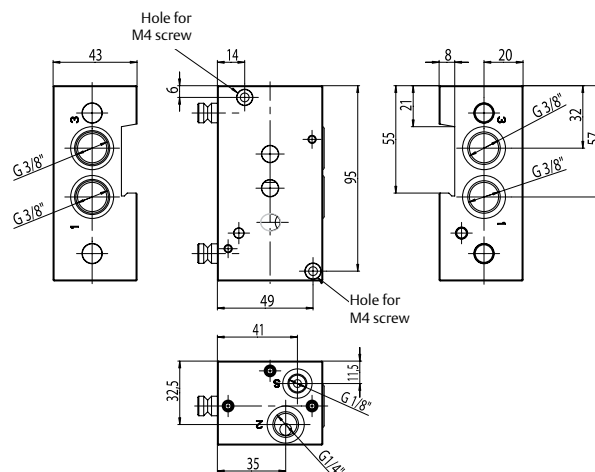 Hole for
M4 screw
43
14
8
20
6
3
G 3/8"
G 3/8"
1
95
55
21
3
G 3/8"
G 3/8"
1
32
57
49
Hole for
M4 screw
41
11,5
32,5
S
G 1/8"
2
G1/4"
35